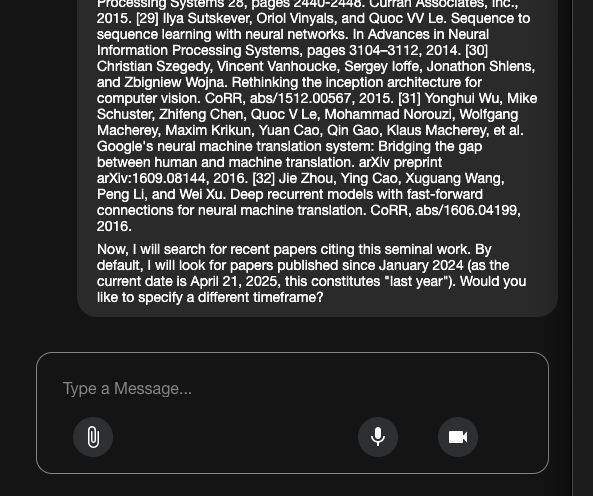 Processing Systems 28, pages 2440-2448. Curran Associates, Inc.,
2015. [29] Ilya Sutskever, Oriol Vinyals, and Quoc VV Le. Sequence to
sequence learning with neural networks. In Advances in Neural
Information Processing Systems, pages 3104–3112, 2014. [30]
Christian Szegedy, Vincent Vanhoucke, Sergey Ioffe, Jonathon Shlens,
and Zbigniew Wojna. Rethinking the inception architecture for
computer vision. CoRR, abs/1512.00567, 2015. [31] Yonghui Wu, Mike
Schuster, Zhifeng Chen, Quoc V Le, Mohammad Norouzi, Wolfgang
Macherey, Maxim Krikun, Yuan Cao, Qin Gao, Klaus Macherey, et al.
Google's neural machine translation system: Bridging the gap
between human and machine translation. arXiv preprint
arXiv:1609.08144, 2016. [32] Jie Zhou, Ying Cao, Xuguang Wang,
Peng Li, and Wei Xu. Deep recurrent models with fast-forward
connections for neural machine translation. CoRR, abs/1606.04199,
2016.
Now, I will search for recent papers citing this seminal work. By
default, I will look for papers published since January 2024 (as the
current date is April 21, 2025, this constitutes "last year"). Would you
like to specify a different timeframe?
Type a Message...